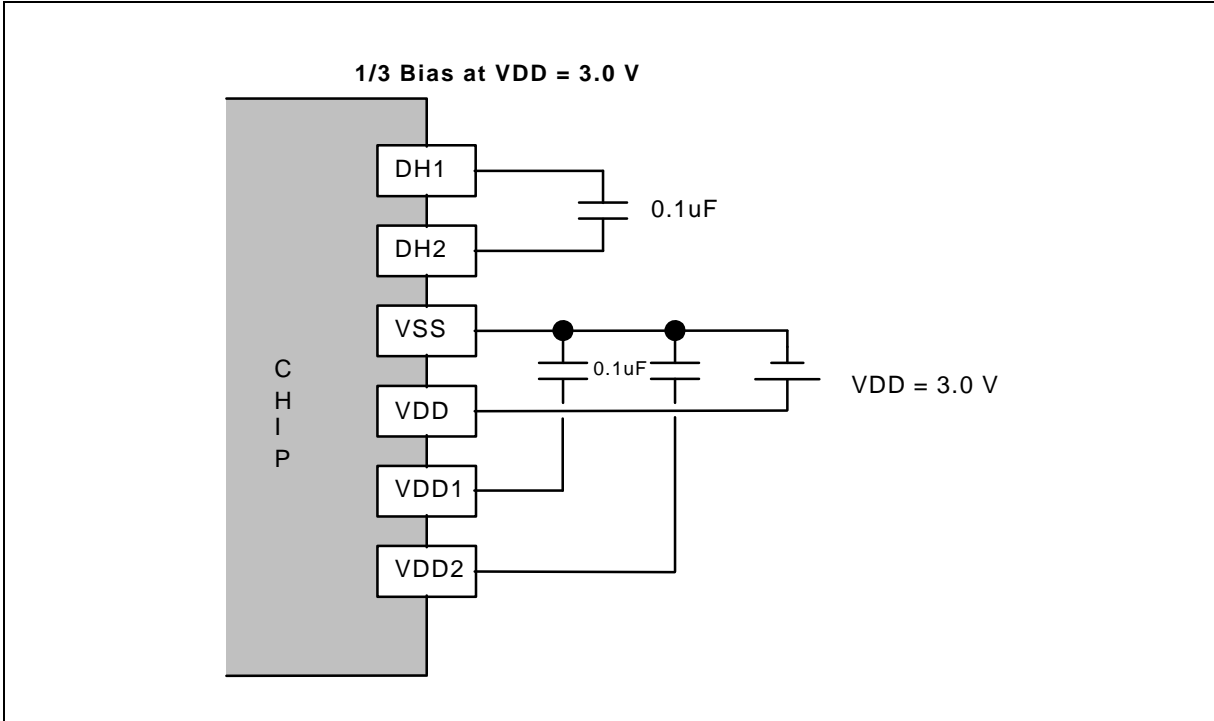 1/3 Bias at VDD = 3.0 V
DH1
0.1uF
DH2
VSS
0.1uF
VDD = 3.0 V
C
H
I
P
VDD
VDD1
VDD2